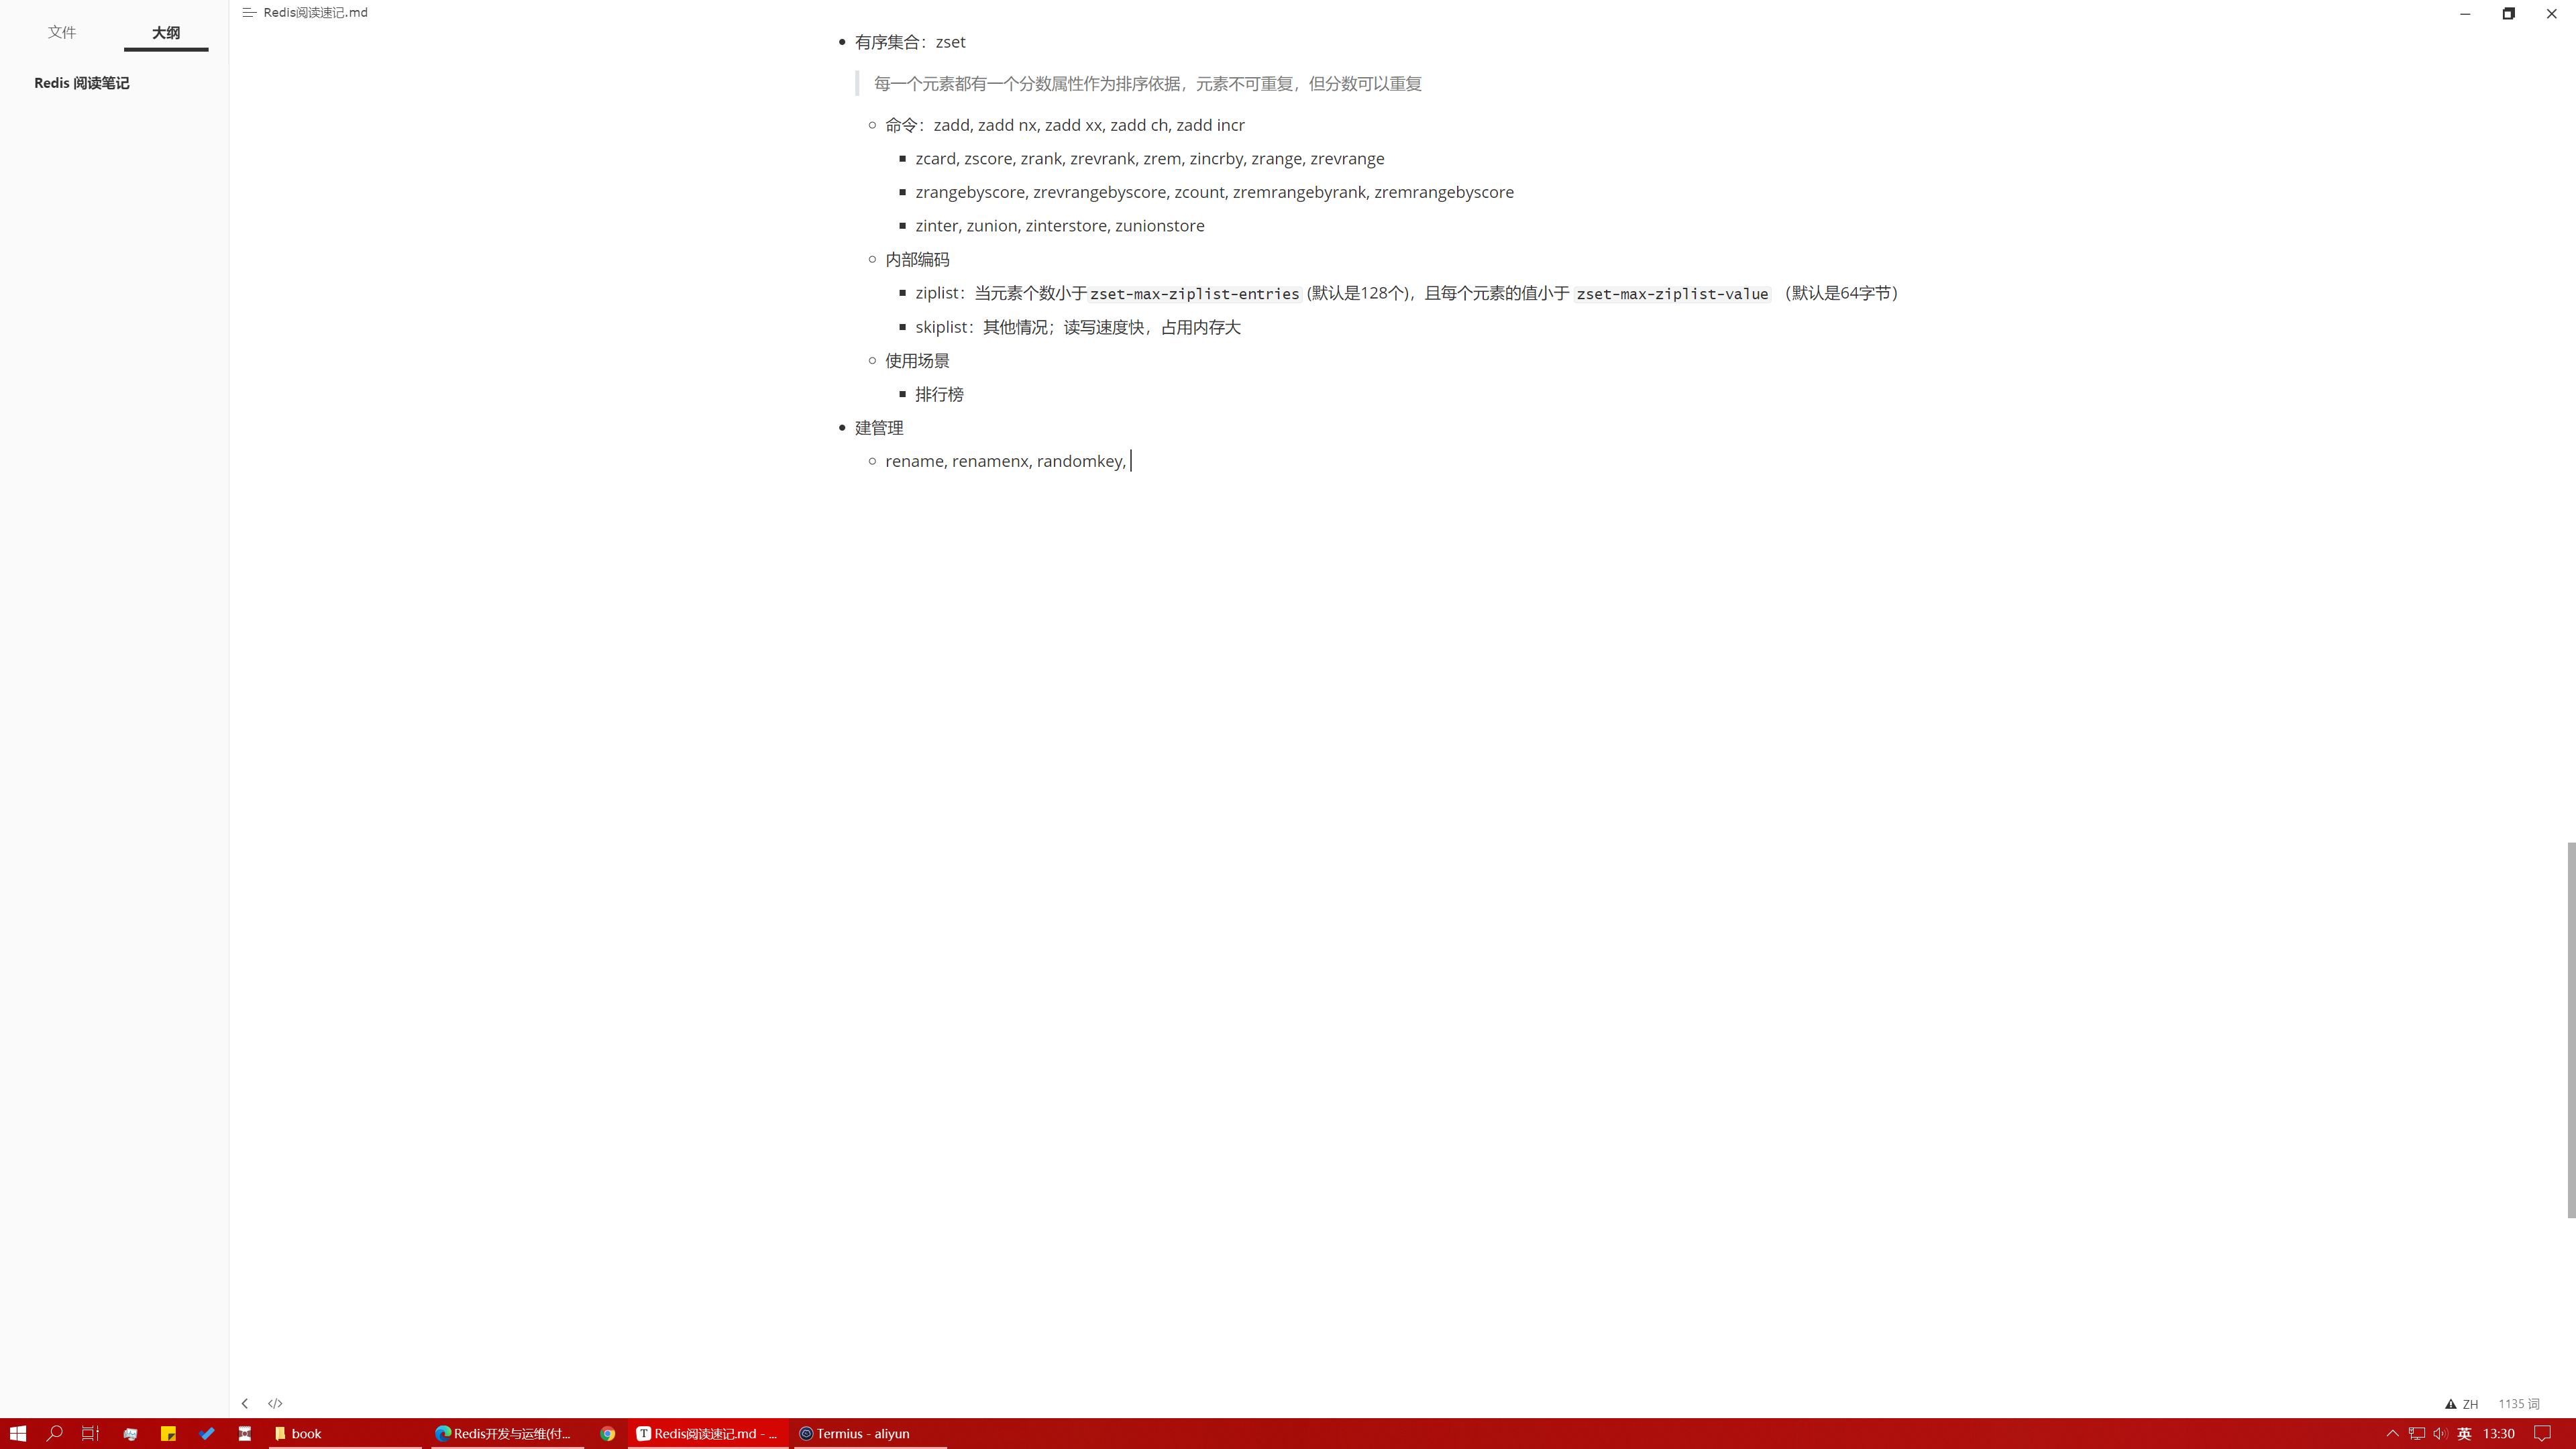 文件
大纲
Redis 阅读笔记
Redis阅读速记.md
有序集合：zset
每一个元素都有一个分数属性作为排序依据，元素不可重复，但分数可以重复
命令：zadd, zadd nx, zadd xx, zadd ch, zadd incr
zcard, zscore, zrank, zrevrank, zrem, zincrby, zrange, zrevrange
zrangebyscore, zrevrangebyscore, zcount, zremrangebyrank, zremrangebyscore
zinter, zunion, zinterstore, zunionstore
内部编码
ziplist：当元素个数小于 zset-max-ziplist-entries (默认是128个)，且每个元素的值小于 zset-max-ziplist-value （默认是64字节）
skiplist：其他情况；读写速度快，占用内存大
使用场景
排行榜
建管理
rename, renamenx, randomkey,
ZH
1135 词
book
Redis开发与运维(付...
T
Redis阅读速记.md - ...
Termius - aliyun
英
13:30